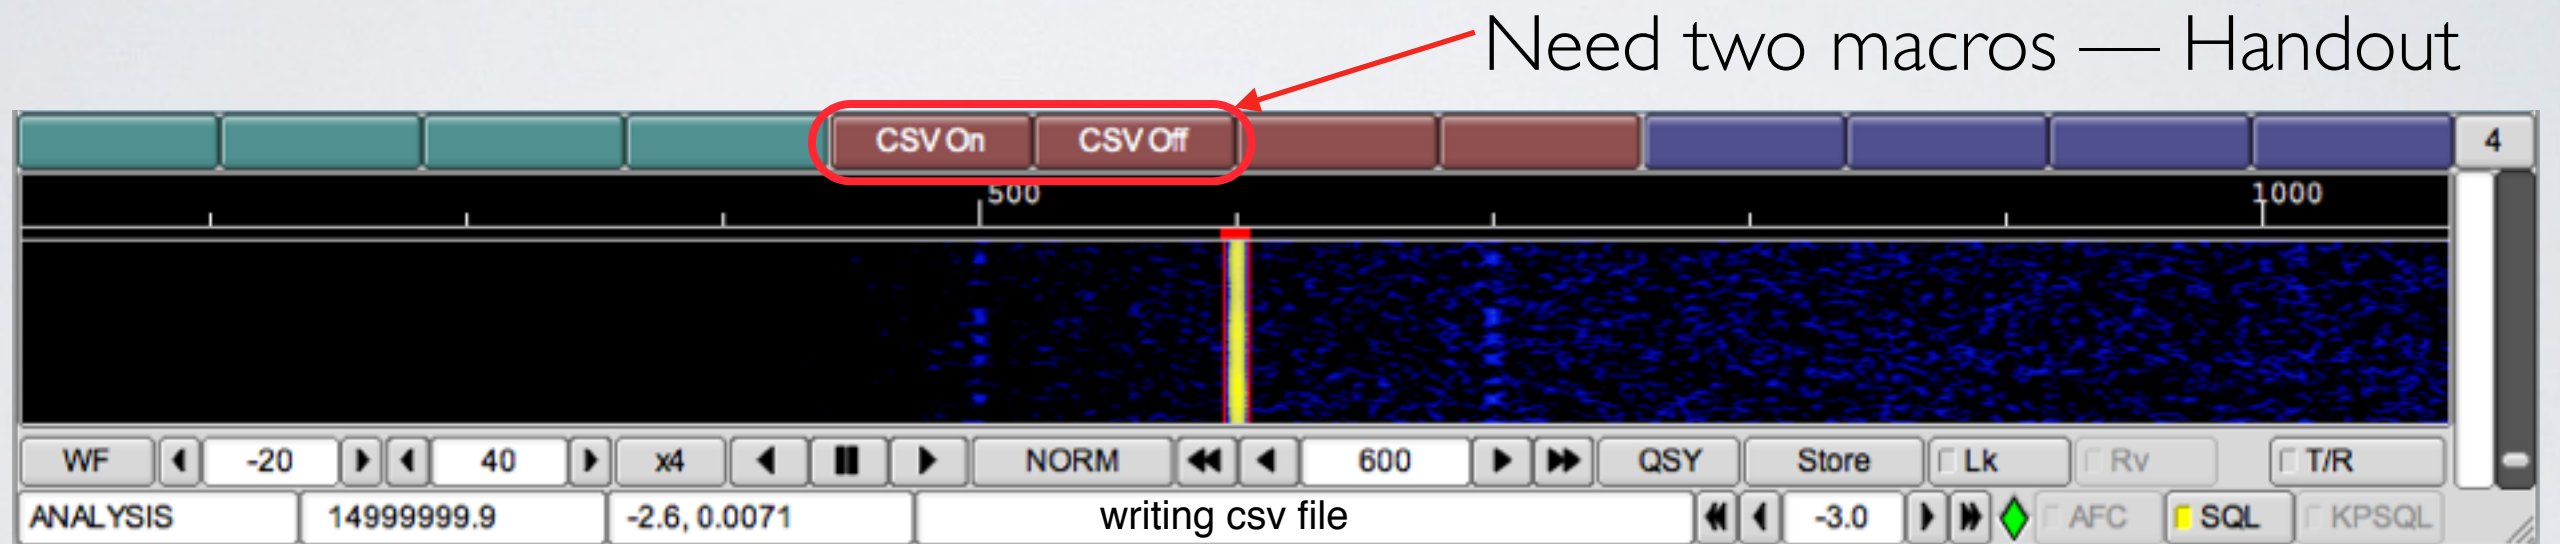 Need two macros — Handout
CSV On CSV Off 4
500 1000
WF -20 40 x4 NORM 600 QSY Store Lk Rv T/R
ANALYSIS 14999999.9 -2.6, 0.0071 writing csv file -3.0 AFC SQL KPSQL